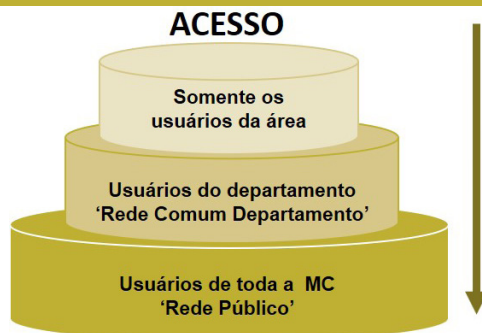 ACESSO
Somente os
usuários da área
Usuários do departamento
‘Rede Comum Departamento’
Usuários de toda a MC
‘Rede Público’